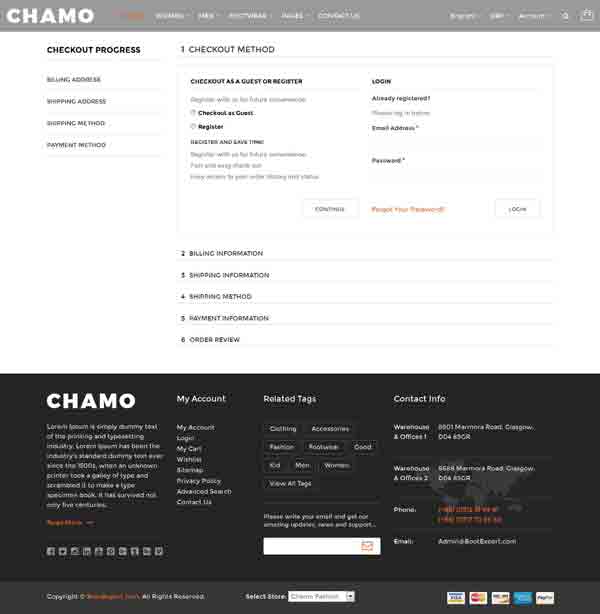 CHAMO
HOME WOMEN MEN FOOTWEAR PAGES CONTACT US
English GBP Account
CHECKOUT PROGRESS
BILLING ADDRESS
SHIPPING ADDRESS
SHIPPING METHOD
PAYMENT METHOD
1 CHECKOUT METHOD
CHECKOUT AS A GUEST OR REGISTER
Register with us for future convenience:
Checkout as Guest
Register
REGISTER AND SAVE TIME!
Register with us for future convenience:
Fast and easy check out
Easy access to your order history and status
CONTINUE
LOGIN
Already registered?
Please log in below:
Email Address *
Password *
Forgot Your Password?
LOGIN
2 BILLING INFORMATION
3 SHIPPING INFORMATION
4 SHIPPING METHOD
5 PAYMENT INFORMATION
6 ORDER REVIEW
CHAMO
Lorem Ipsum is simply dummy text
of the printing and typesetting
industry. Lorem Ipsum has been the
industry's standard dummy text ever
since the 1500s, when an unknown
printer took a galley of type and
scrambled it to make a type
specimen book. It has survived not
only five centuries.
Read More
My Account
My Account
Login
My Cart
Wishlist
Sitemap
Privacy Policy
Advanced Search
Contact Us
Related Tags
Clothing Accessories
Fashion Footwear Good
Kid Men Women
View All Tags
Please write your email and get our
amazing updates, news and support...
Contact Info
Warehouse & Offices 1
8901 Marmora Road, Glasgow, D04 89GR
Warehouse & Offices 2
Marmora Road, Glasgow, D04 89GR
Phone:
Email: Admin@BootExpert.com
Copyright © BootExpert.com. All Rights Reserved.
Select Store: Chamo Fashion
VISA PayPal